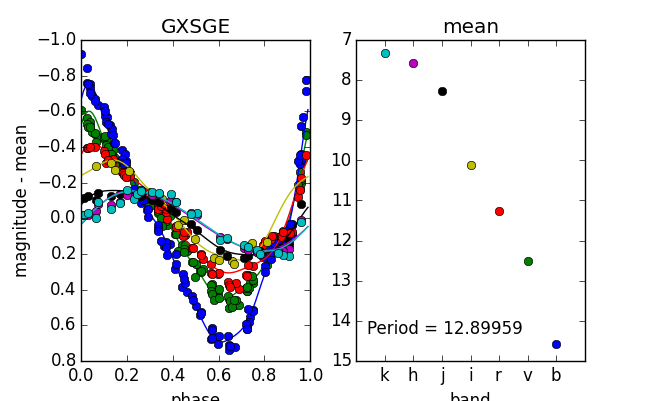 GXSGE
mean
−1.0
−0.8
−0.6
−0.4
−0.2
0.0
0.2
0.4
0.6
0.8
magnitude - mean
0.0 0.2 0.4 0.6 0.8 1.0
phase
7
8
9
10
11
12
13
14
15
Period = 12.89959
k h j i r v b
band